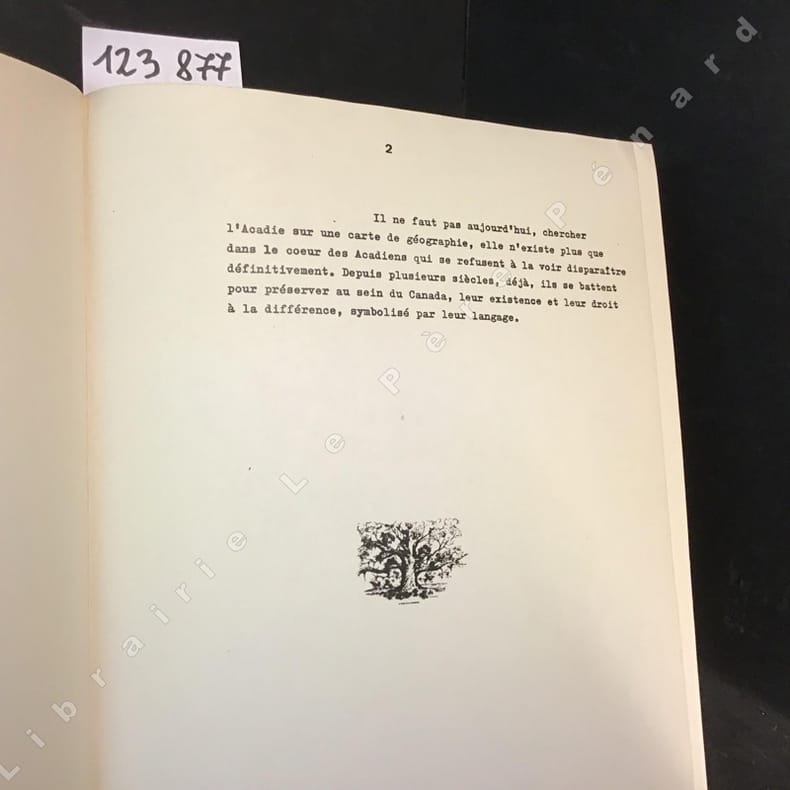 123 877
2
Il ne faut pas aujourd'hui, chercher
l'Acadie sur une carte de géographie, elle n'existe plus que
dans le coeur des Acadiens qui se refusent à la voir disparaître
définitivement. Depuis plusieurs siècles, déjà, ils se battent
pour préserver au sein du Canada, leur existence et leur droit
à la différence, symbolisé par leur langage.
Librairie Le Pénard